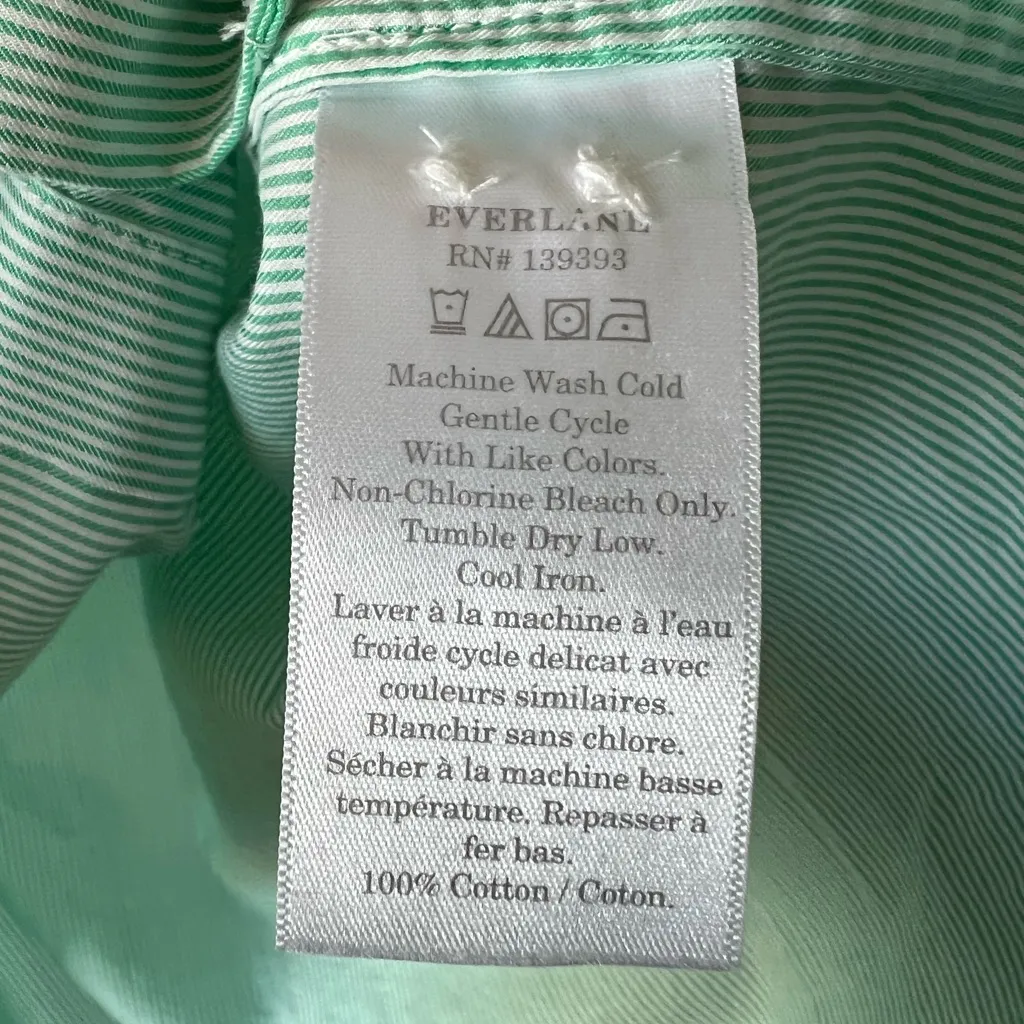 EVERLANE
RN# 139393
Machine Wash Cold
Gentle Cycle
With Like Colors.
Non-Chlorine Bleach Only.
Tumble Dry Low.
Cool Iron.
Laver à la machine à l'eau
froide cycle delicat avec
couleurs similaires.
Blanchir sans chlore.
Sécher à la machine basse
température. Repasser à
fer bas.
100% Cotton / Coton.